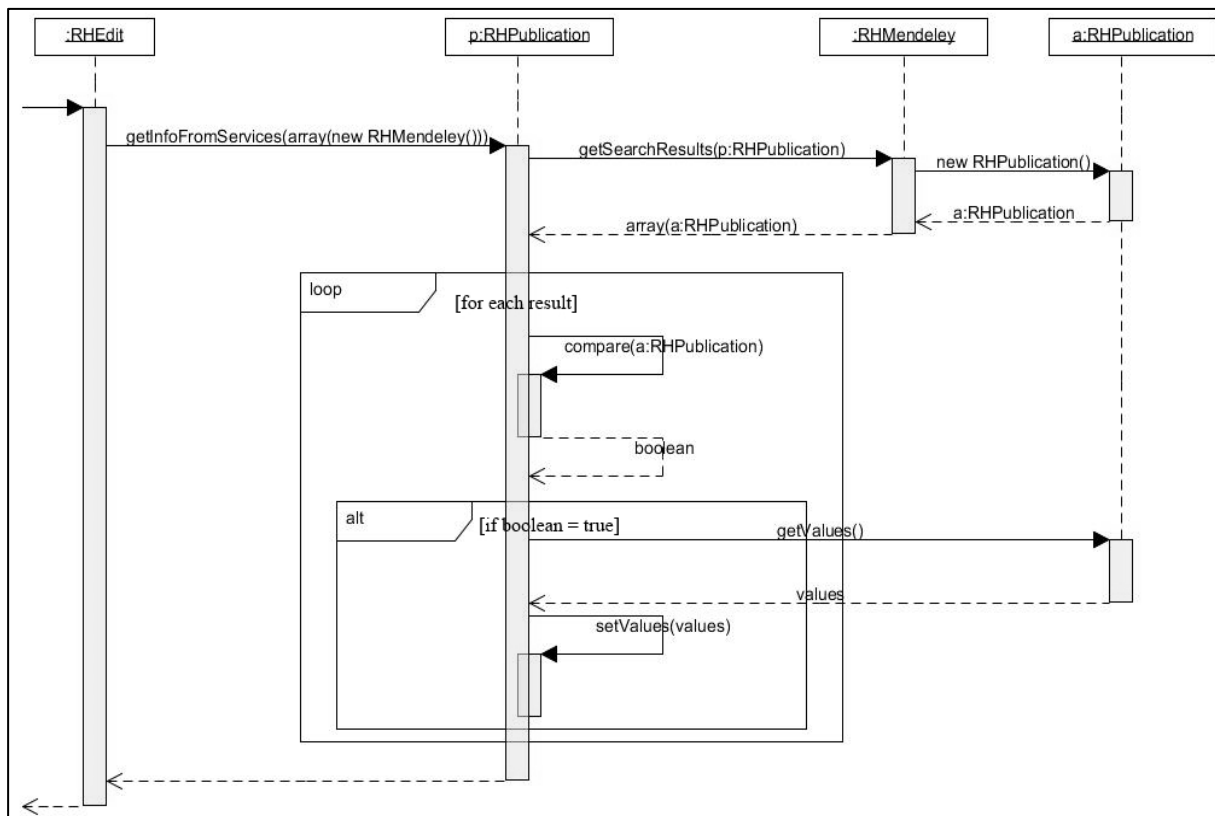 :RHEdit
p:RHPublication
:RHMendeley
a:RHPublication
getInfoFromServices(array(new RHMendeley()))
getSearchResults(p:RHPublication)
new RHPublication()
a:RHPublication
array(a:RHPublication)
loop
[for each result]
compare(a:RHPublication)
boolean
alt
[if boolean = true]
getValues()
values
setValues(values)